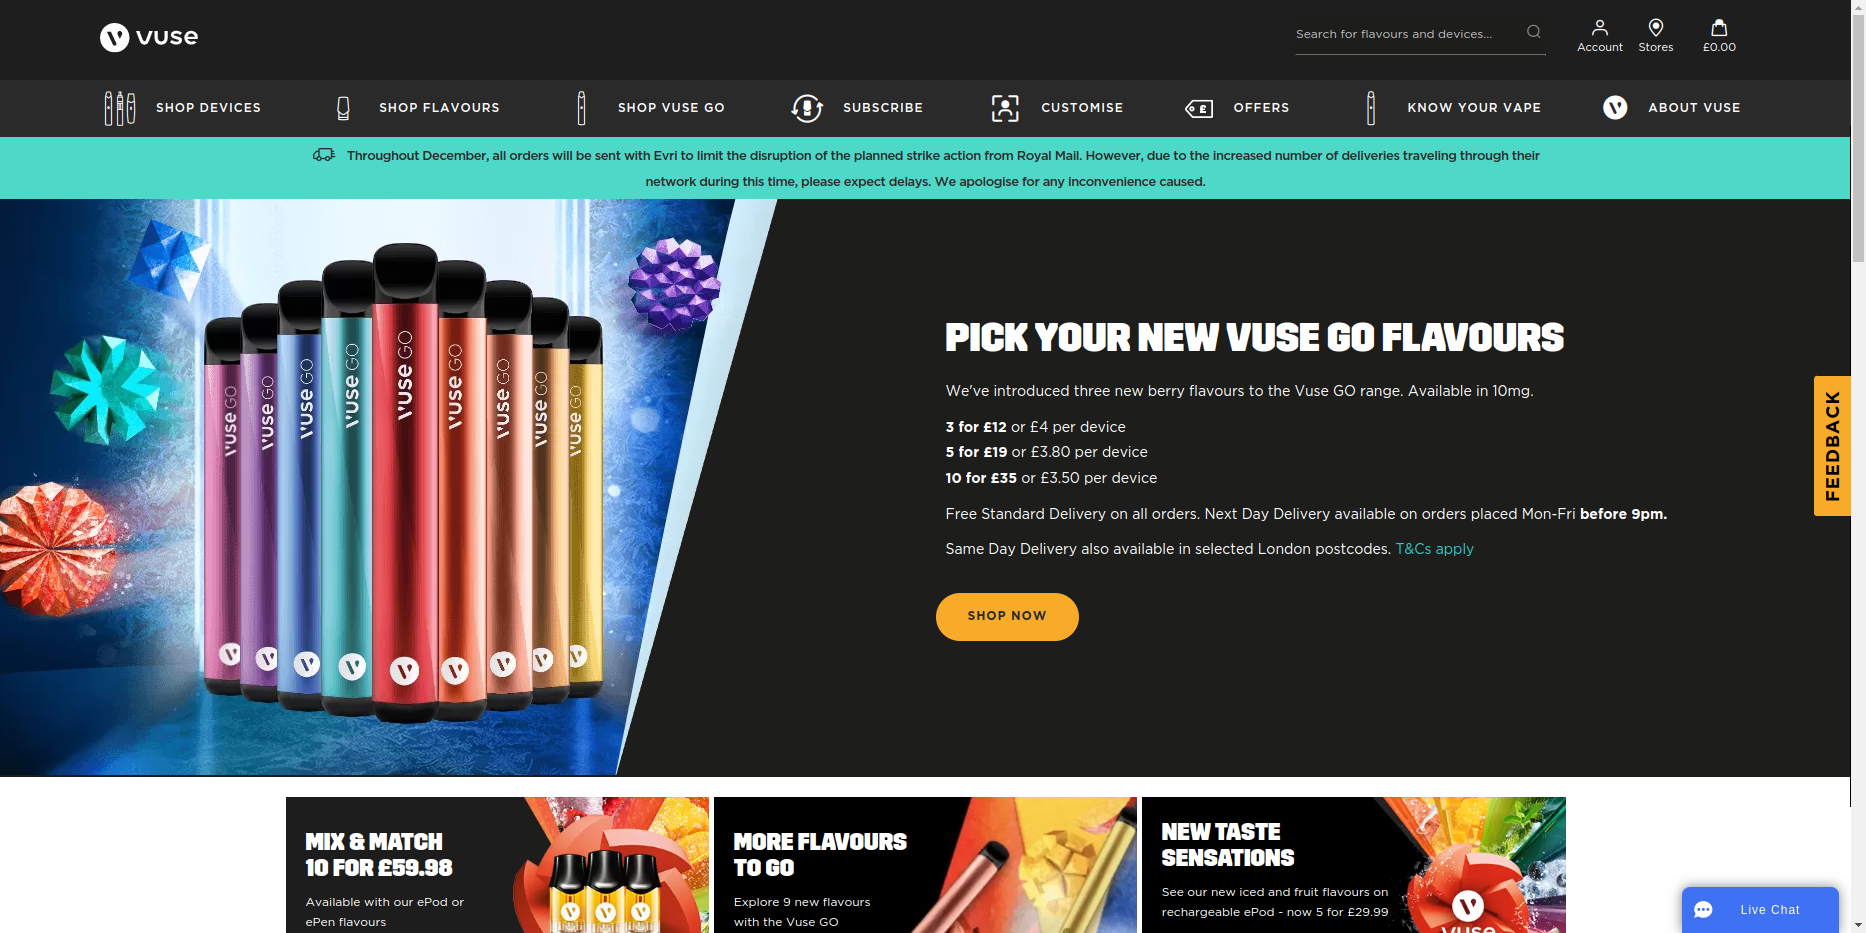 vuse
Search for flavours and devices...
Account
Stores
£0.00
SHOP DEVICES
SHOP FLAVOURS
SHOP VUSE GO
SUBSCRIBE
CUSTOMISE
£
OFFERS
KNOW YOUR VAPE
ABOUT VUSE
Throughout December, all orders will be sent with Evri to limit the disruption of the planned strike action from Royal Mail. However, due to the increased number of deliveries traveling through their
network during this time, please expect delays. We apologise for any inconvenience caused.
vuse GO
vuse GO
vuse GO
vuse GO
vuse GO
vuse GO
vuse GO
vuse GO
vuse GO
PICK YOUR NEW VUSE GO FLAVOURS
We've introduced three new berry flavours to the Vuse GO range. Available in 10mg.
3 for £12 or £4 per device
5 for £19 or £3.80 per device
10 for £35 or £3.50 per device
Free Standard Delivery on all orders. Next Day Delivery available on orders placed Mon-Fri before 9pm.
Same Day Delivery also available in selected London postcodes. T&Cs apply
SHOP NOW
FEEDBACK
MIX & MATCH
10 FOR £59.98
Available with our ePod or
ePen flavours
MORE FLAVOURS
TO GO
Explore 9 new flavours
with the Vuse GO
NEW TASTE
SENSATIONS
See our new iced and fruit flavours on
rechargeable ePod - now 5 for £29.99
vuse
Live Chat